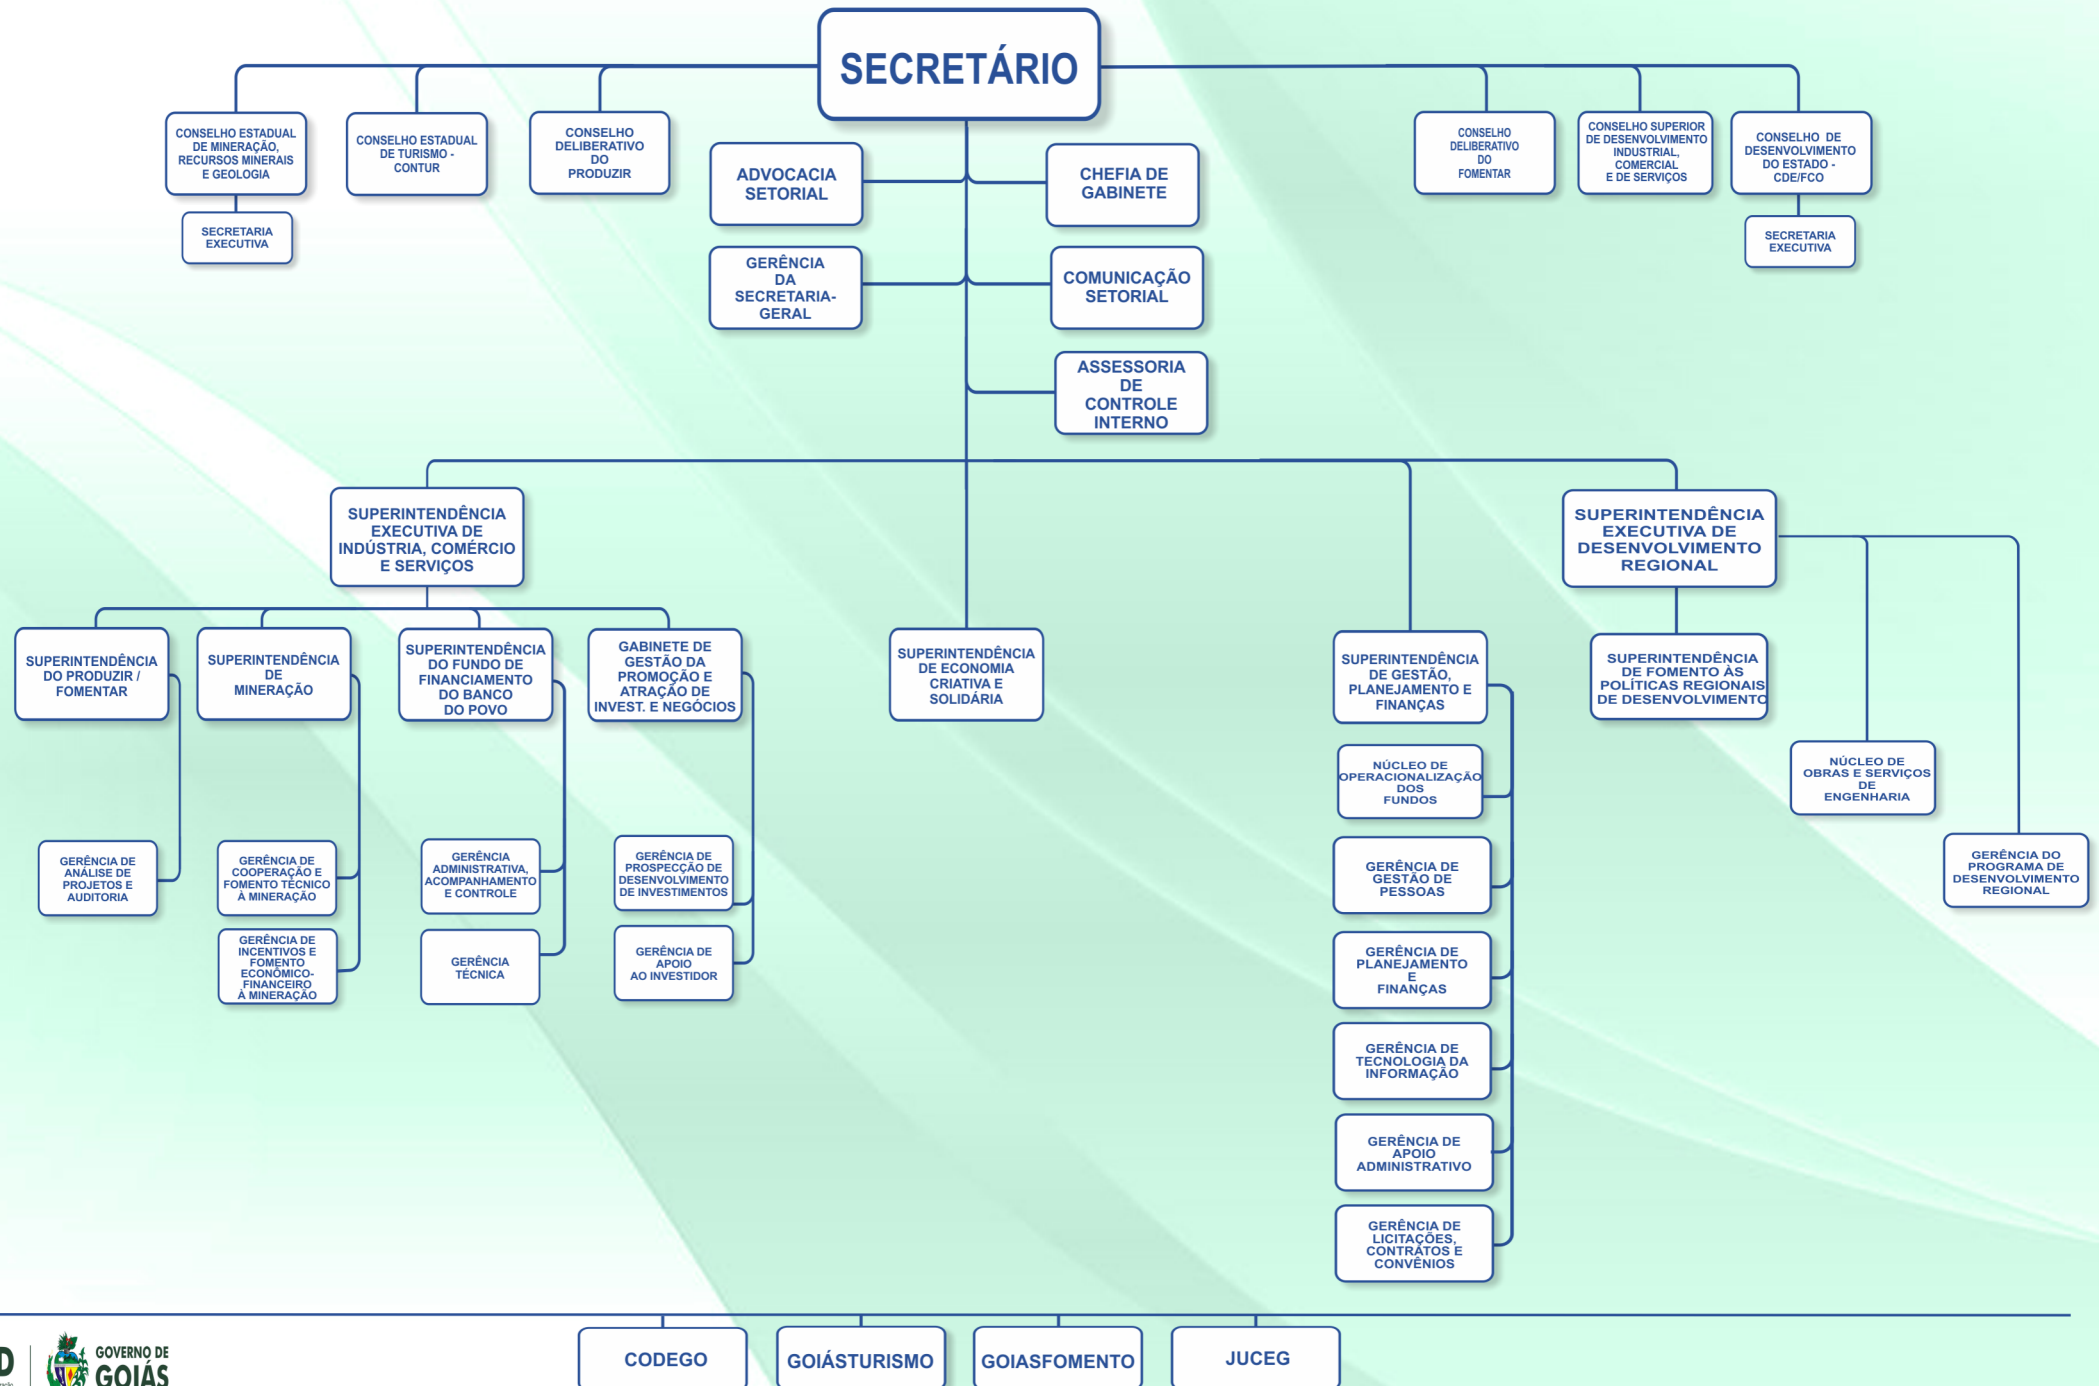 SECRETÁRIO
CONSELHO ESTADUAL
DE MINERAÇÃO,
RECURSOS MINERAIS
E GEOLOGIA
SECRETARIA
EXECUTIVA
CONSELHO ESTADUAL
DE TURISMO -
CONTUR
CONSELHO
DELIBERATIVO
DO
PRODUZIR
CONSELHO
DELIBERATIVO
DO
FOMENTAR
CONSELHO SUPERIOR
DE DESENVOLVIMENTO
INDUSTRIAL,
COMERCIAL
E DE SERVIÇOS
CONSELHO DE
DESENVOLVIMENTO
DO ESTADO -
CDE/FCO
SECRETARIA
EXECUTIVA
ADVOCACIA
SETORIAL
CHEFIA DE
GABINETE
GERÊNCIA
DA
SECRETARIA-
GERAL
COMUNICAÇÃO
SETORIAL
ASSESSORIA
DE
CONTROLE
INTERNO
SUPERINTENDÊNCIA
EXECUTIVA DE
INDÚSTRIA, COMÉRCIO
E SERVIÇOS
SUPERINTENDÊNCIA
EXECUTIVA DE
DESENVOLVIMENTO
REGIONAL
SUPERINTENDÊNCIA
DO PRODUZIR /
FOMENTAR
SUPERINTENDÊNCIA
DE
MINERAÇÃO
SUPERINTENDÊNCIA
DO FUNDO DE
FINANCIAMENTO
DO BANCO
DO POVO
GABINETE DE
GESTÃO DA
PROMOÇÃO E
ATRAÇÃO DE
INVEST. E NEGÓCIOS
SUPERINTENDÊNCIA
DE ECONOMIA
CRIATIVA E
SOLIDÁRIA
SUPERINTENDÊNCIA
DE GESTÃO,
PLANEJAMENTO E
FINANÇAS
SUPERINTENDÊNCIA
DE FOMENTO ÀS
POLÍTICAS REGIONAIS
DE DESENVOLVIMENTO
NÚCLEO DE
OPERACIONALIZAÇÃO
DOS
FUNDOS
NÚCLEO DE
OBRAS E SERVIÇOS
DE
ENGENHARIA
GERÊNCIA DE
ANÁLISE DE
PROJETOS E
AUDITORIA
GERÊNCIA DE
COOPERAÇÃO E
FOMENTO TÉCNICO
À MINERAÇÃO
GERÊNCIA
ADMINISTRATIVA,
ACOMPANHAMENTO
E CONTROLE
GERÊNCIA DE
PROSPECÇÃO DE
DESENVOLVIMENTO
DE INVESTIMENTOS
GERÊNCIA DE
GESTÃO DE
PESSOAS
GERÊNCIA DO
PROGRAMA DE
DESENVOLVIMENTO
REGIONAL
GERÊNCIA DE
INCENTIVOS E
FOMENTO
ECONÔMICO-
FINANCEIRO
À MINERAÇÃO
GERÊNCIA
TÉCNICA
GERÊNCIA DE
APOIO
AO INVESTIDOR
GERÊNCIA DE
PLANEJAMENTO
E
FINANÇAS
GERÊNCIA DE
TECNOLOGIA DA
INFORMAÇÃO
GERÊNCIA DE
APOIO
ADMINISTRATIVO
GERÊNCIA DE
LICITAÇÕES,
CONTRATOS E
CONVÊNIOS
CODEGO
GOIÁSTURISMO
GOIASFOMENTO
JUCEG
D
GOVERNO DE
GOIÁS